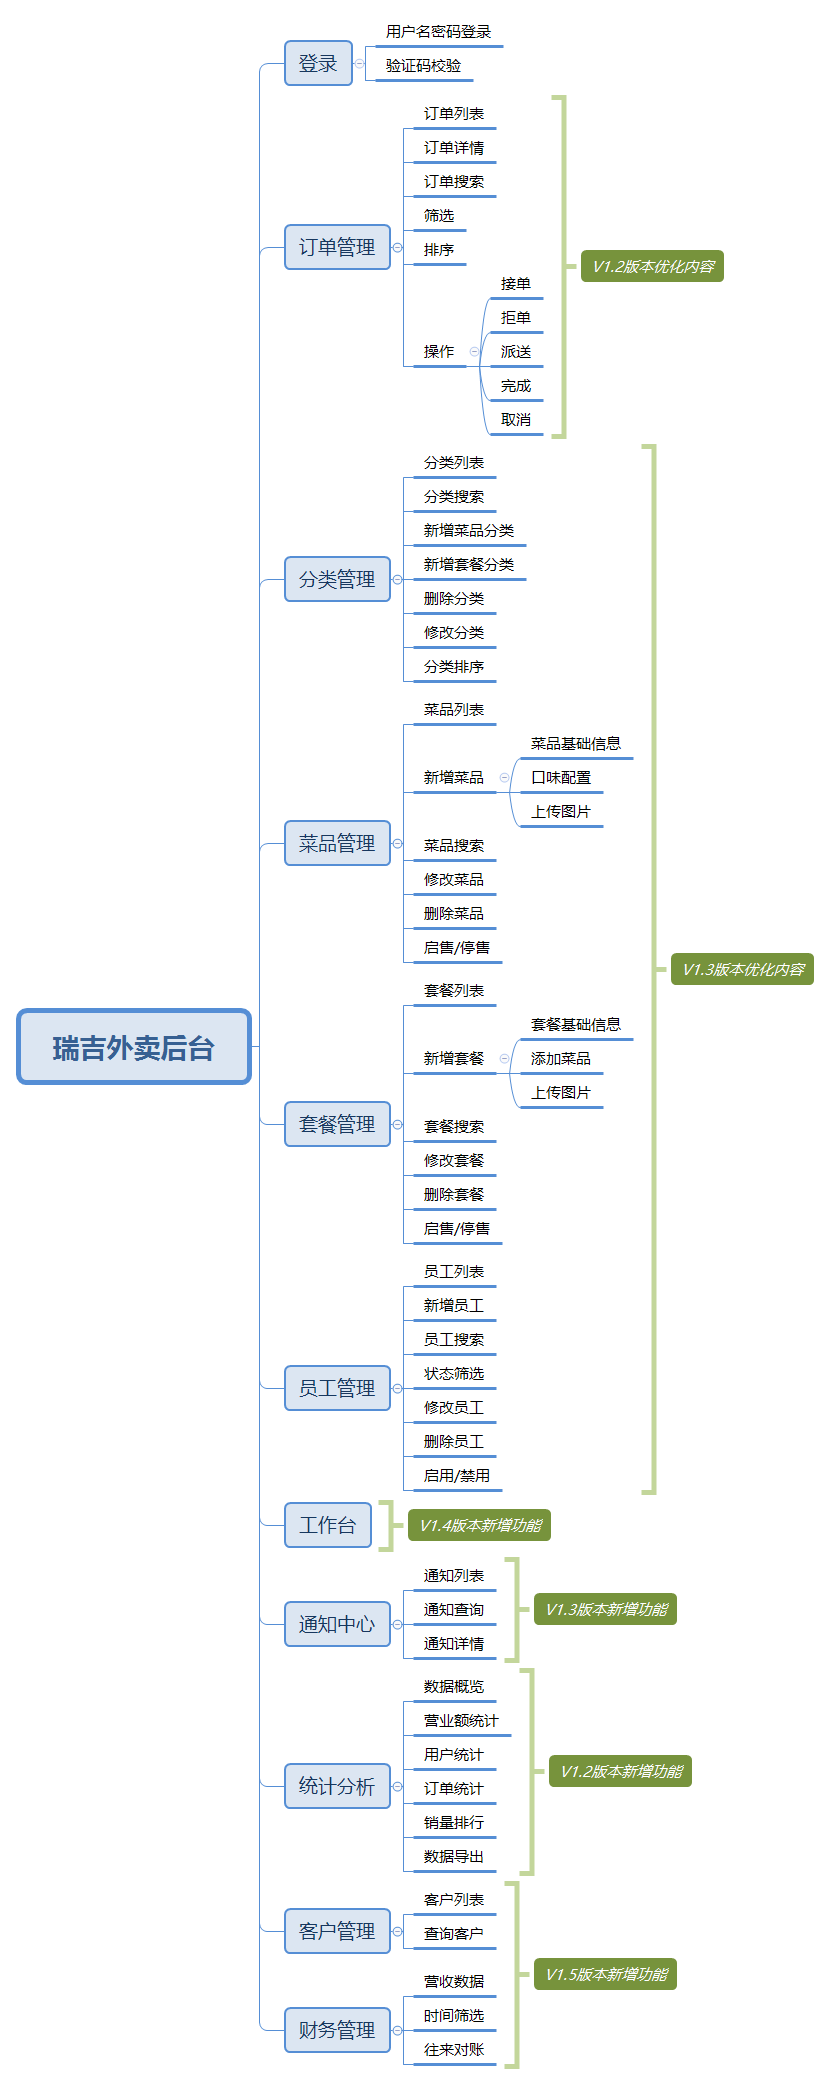 瑞吉外卖后台
登录
用户名密码登录
验证码校验
订单管理
订单列表
订单详情
订单搜索
筛选
排序
操作
接单
拒单
派送
完成
取消
V1.2版本优化内容
分类管理
分类列表
分类搜索
新增菜品分类
新增套餐分类
删除分类
修改分类
分类排序
菜品管理
菜品列表
新增菜品
菜品基础信息
口味配置
上传图片
菜品搜索
修改菜品
删除菜品
启售/停售
套餐管理
套餐列表
新增套餐
套餐基础信息
添加菜品
上传图片
套餐搜索
修改套餐
删除套餐
启售/停售
员工管理
员工列表
新增员工
员工搜索
状态筛选
修改员工
删除员工
启用/禁用
V1.3版本优化内容
工作台
V1.4版本新增功能
通知中心
通知列表
通知查询
通知详情
V1.3版本新增功能
统计分析
数据概览
营业额统计
用户统计
订单统计
销量排行
数据导出
V1.2版本新增功能
客户管理
客户列表
查询客户
财务管理
营收数据
时间筛选
往来对账
V1.5版本新增功能